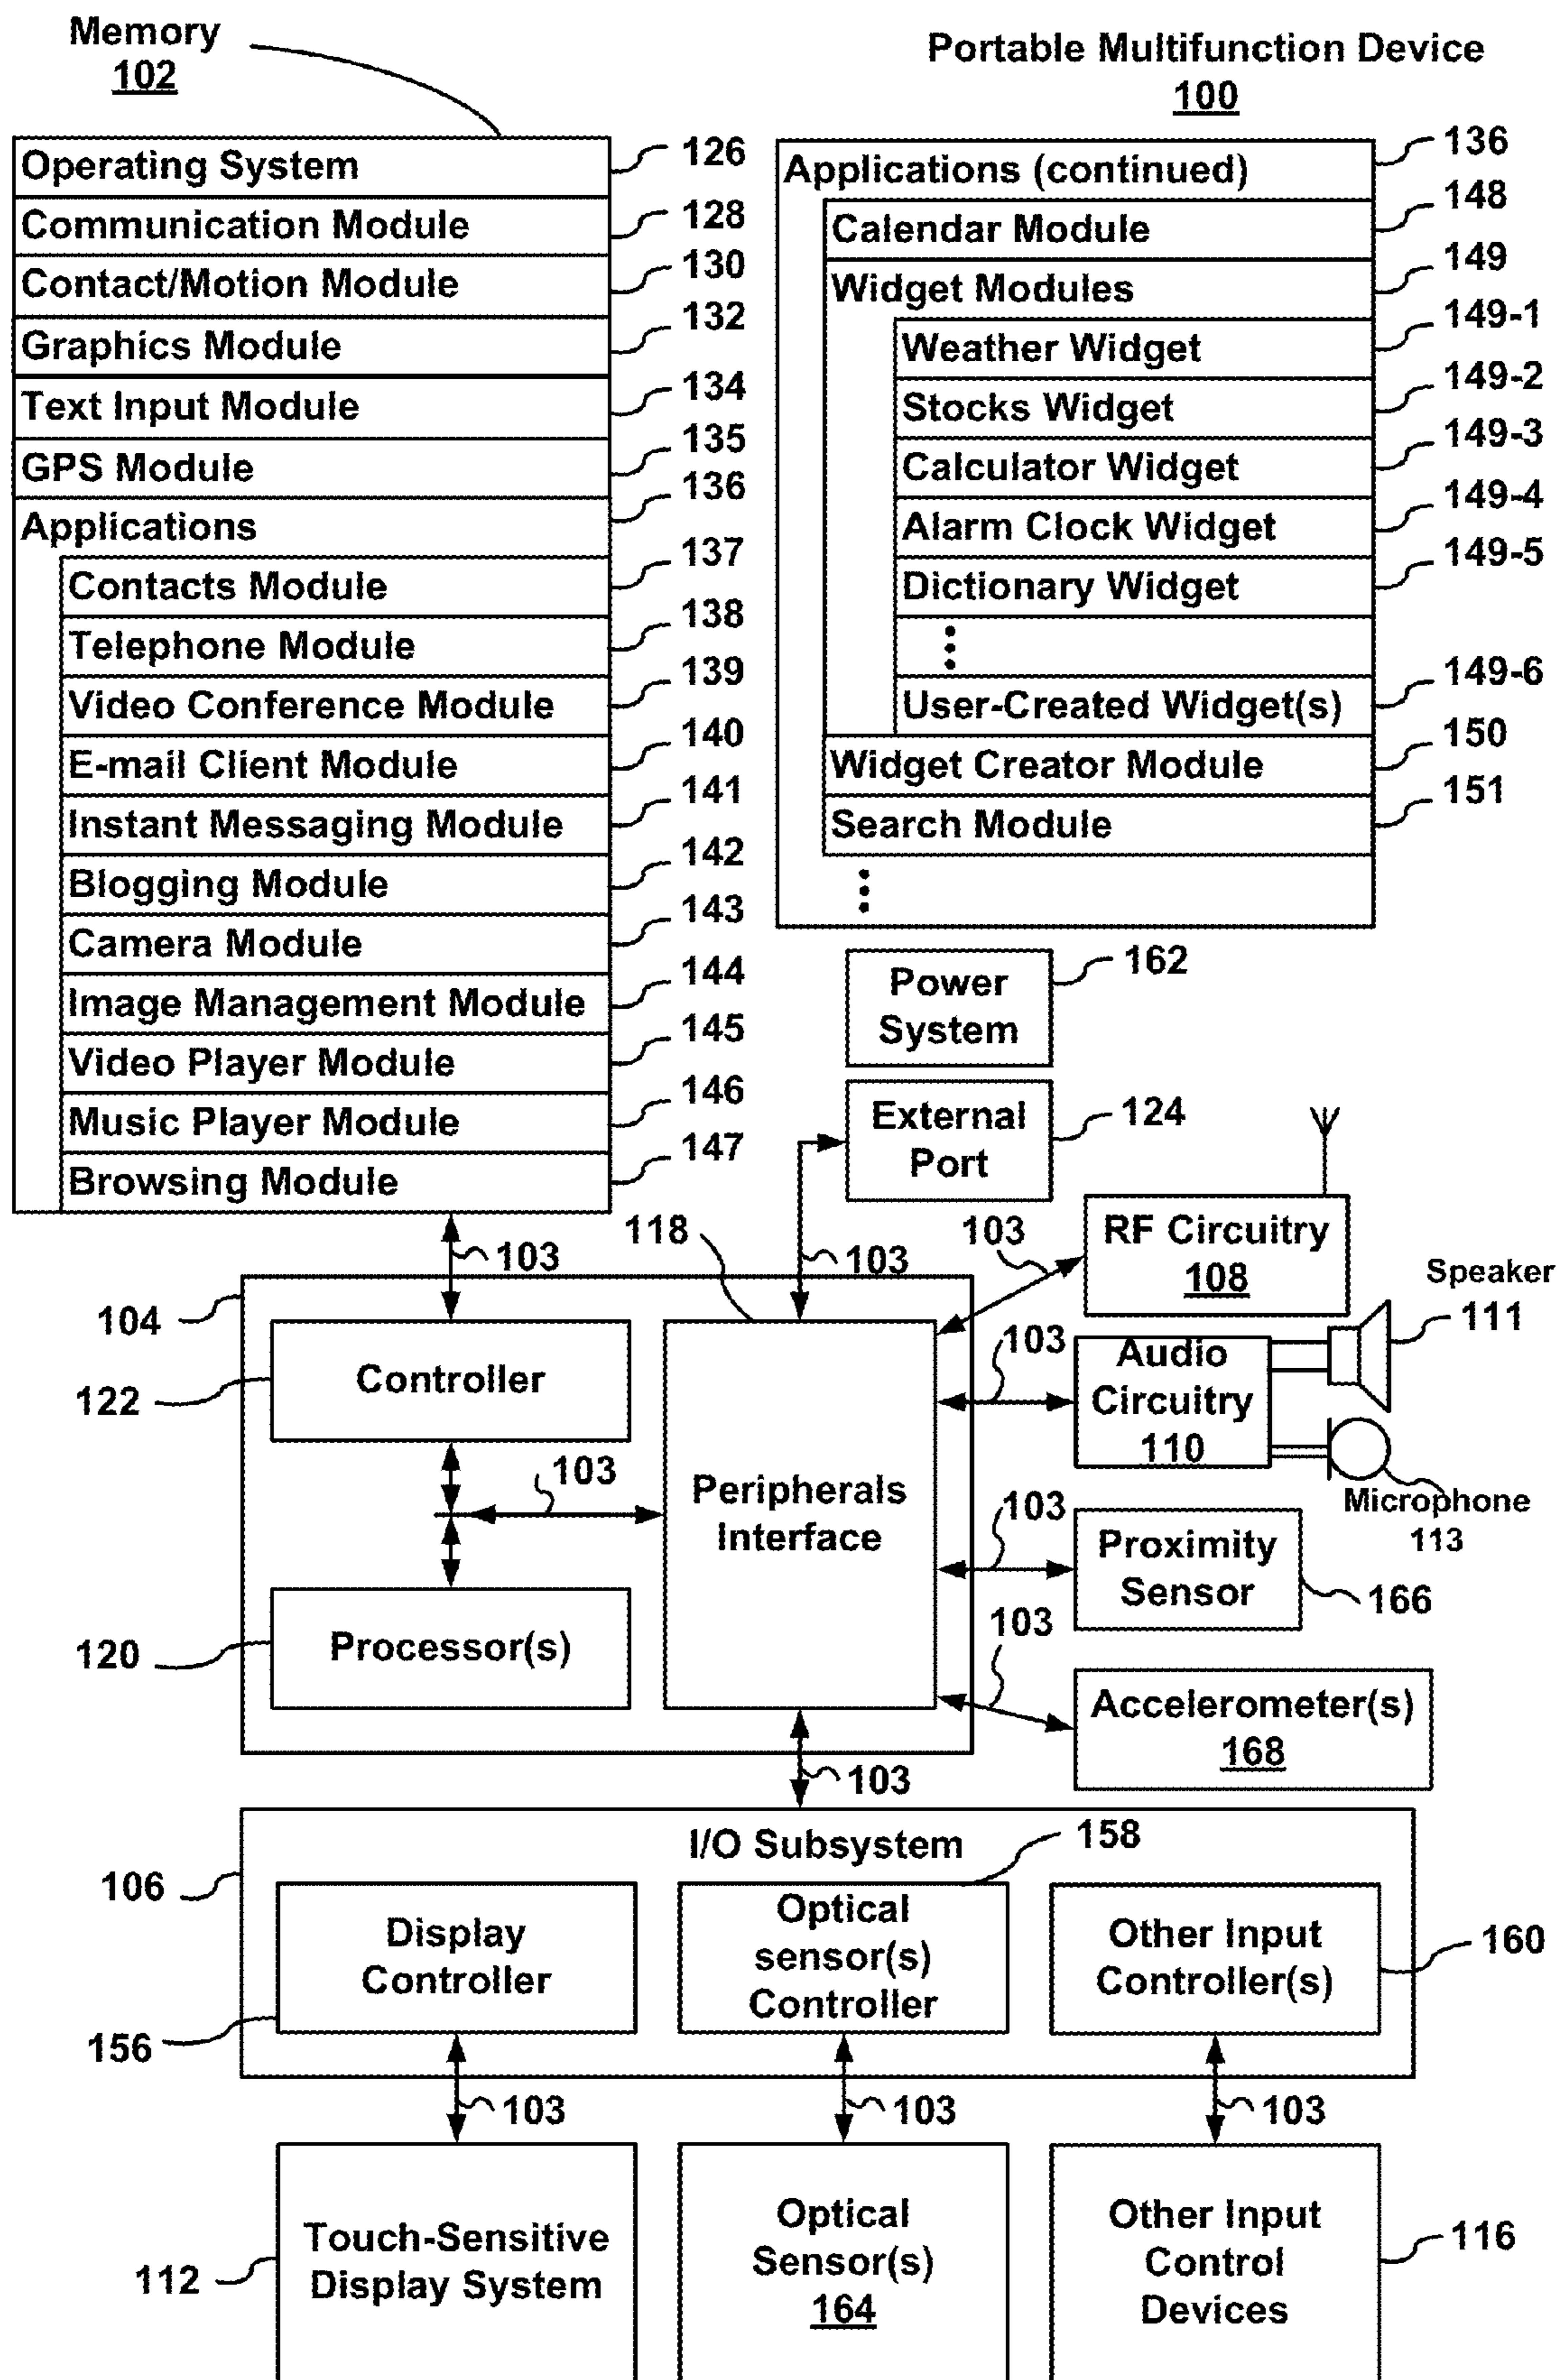 Memory
102
Portable Multifunction Device
100
Operating System
126
Communication Module
128
Contact/Motion Module
130
Graphics Module
132
Text Input Module
134
GPS Module
135
Applications
136
Contacts Module
137
Telephone Module
138
Video Conference Module
139
E-mail Client Module
140
Instant Messaging Module
141
Blogging Module
142
Camera Module
143
Image Management Module
144
Video Player Module
145
Music Player Module
146
Browsing Module
147
Applications (continued)
136
Calendar Module
148
Widget Modules
149
Weather Widget
149-1
Stocks Widget
149-2
Calculator Widget
149-3
Alarm Clock Widget
149-4
Dictionary Widget
149-5
User-Created Widget(s)
149-6
Widget Creator Module
150
Search Module
151
Power
System
162
External
Port
124
103
118
103
103
RF Circuitry
108
Speaker
111
104
Controller
122
103
Audio
Circuitry
110
103
Peripherals
Interface
Microphone
113
103
Proximity
Sensor
166
Processor(s)
120
103
Accelerometer(s)
168
103
I/O Subsystem
158
106
Display
Controller
156
Optical
sensor(s)
Controller
Other Input
Controller(s)
160
103
103
103
Touch-Sensitive
Display System
112
Optical
Sensor(s)
164
Other Input
Control
Devices
116